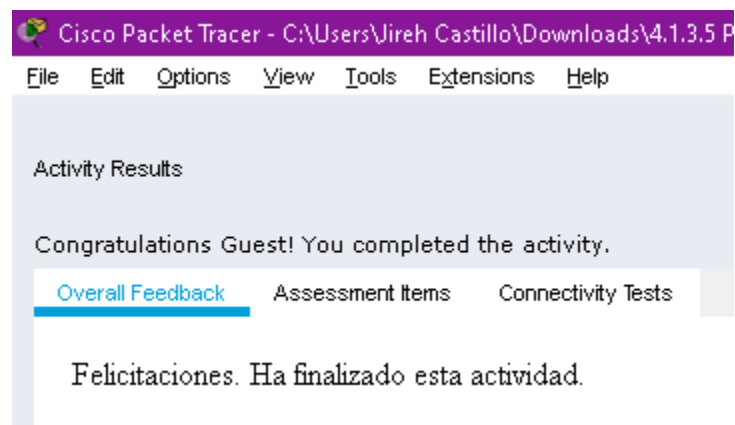 Cisco Packet Tracer - C:\Users\Jireh Castillo\Downloads\4.1.3.5 P
File Edit Options View Tools Extensions Help
Activity Results
Congratulations Guest! You completed the activity.
Overall Feedback Assessment Items Connectivity Tests
Felicitaciones. Ha finalizado esta actividad.